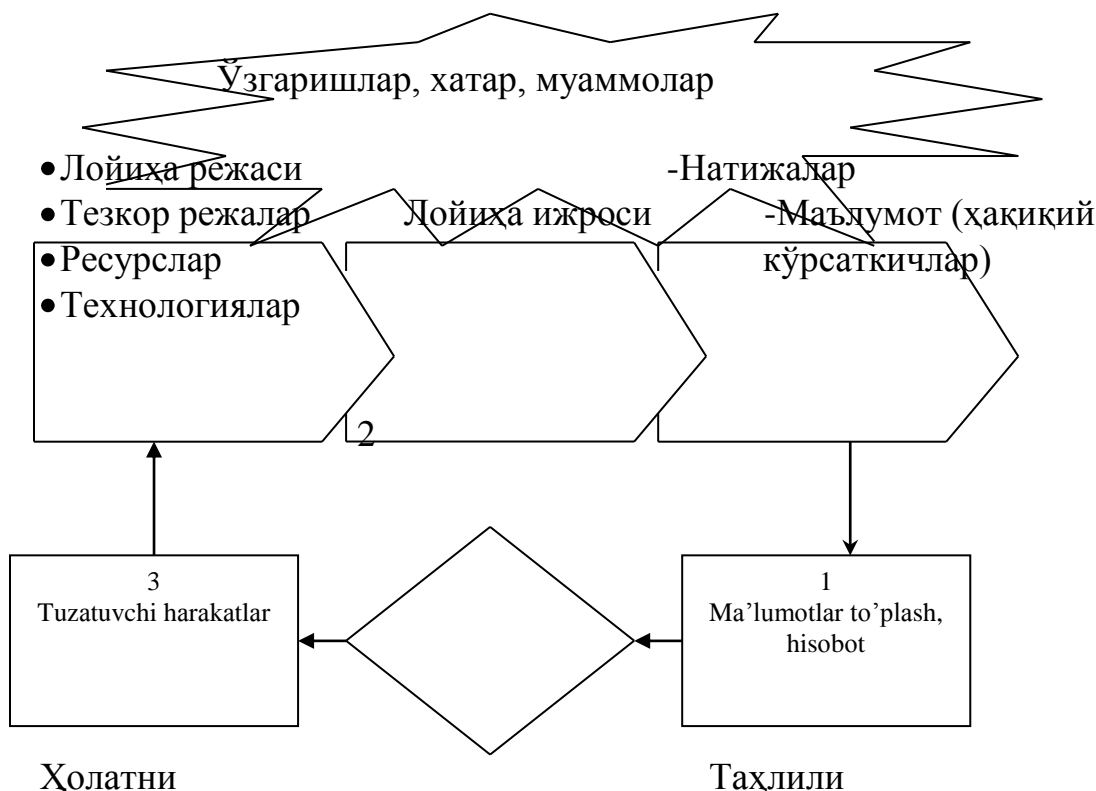 Ўзгаришлар, хатар, муаммолар
•Лойиҳа режаси
-Натижалар
•Тезкор режалар
Лойиҳа ижроси
-Маълумот (ҳақиқий
•Ресурслар
кўрсаткичлар)
•Технологиялар
2
3
Tuzatuvchi harakatlar
1
Ma’lumotlar to’plash,
hisobot
Ҳолатни
Таҳлили